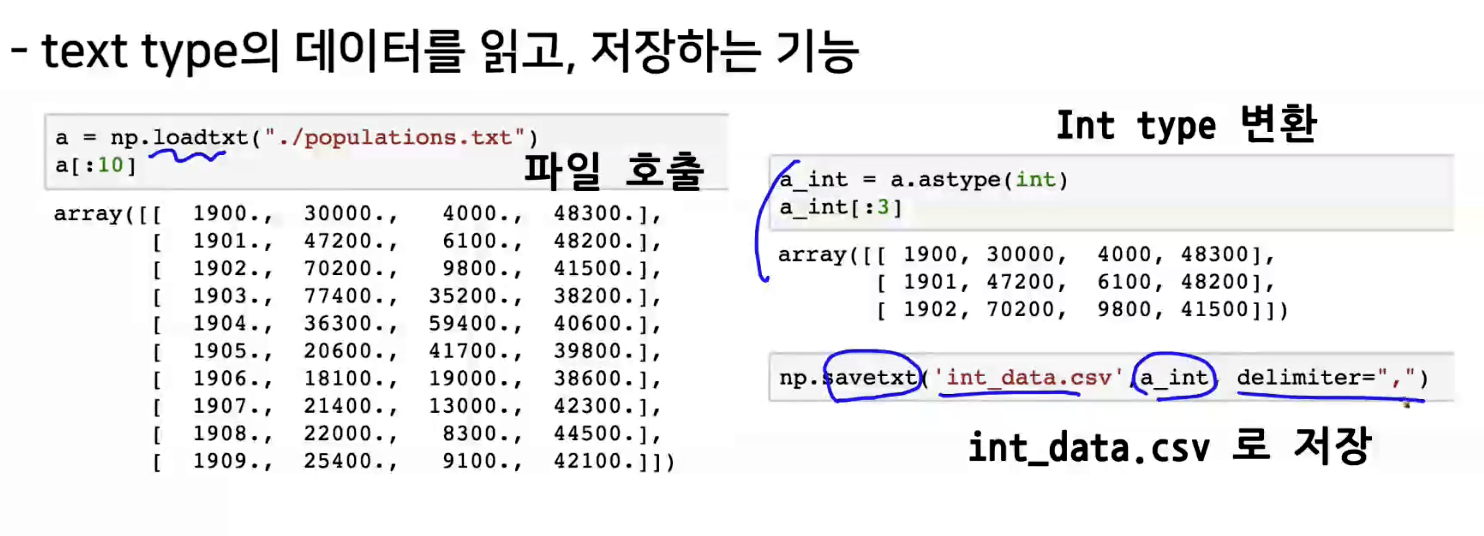 - text type의 데이터를 읽고, 저장하는 기능
a = np.loadtxt("./populations.txt")
a[:10]
파일 호출
array([[ 1900., 30000., 4000., 48300.],
[ 1901., 47200., 6100., 48200.],
[ 1902., 70200., 9800., 41500.],
[ 1903., 77400., 35200., 38200.],
[ 1904., 36300., 59400., 40600.],
[ 1905., 20600., 41700., 39800.],
[ 1906., 18100., 19000., 38600.],
[ 1907., 21400., 13000., 42300.],
[ 1908., 22000., 8300., 44500.],
[ 1909., 25400., 9100., 42100.]])
Int type 변환
a_int = a.astype(int)
a_int[:3]
array([[ 1900, 30000, 4000, 48300],
[ 1901, 47200, 6100, 48200],
[ 1902, 70200, 9800, 41500]])
np.savetxt('int_data.csv',a_int, delimiter=",")
int_data.csv 로 저장